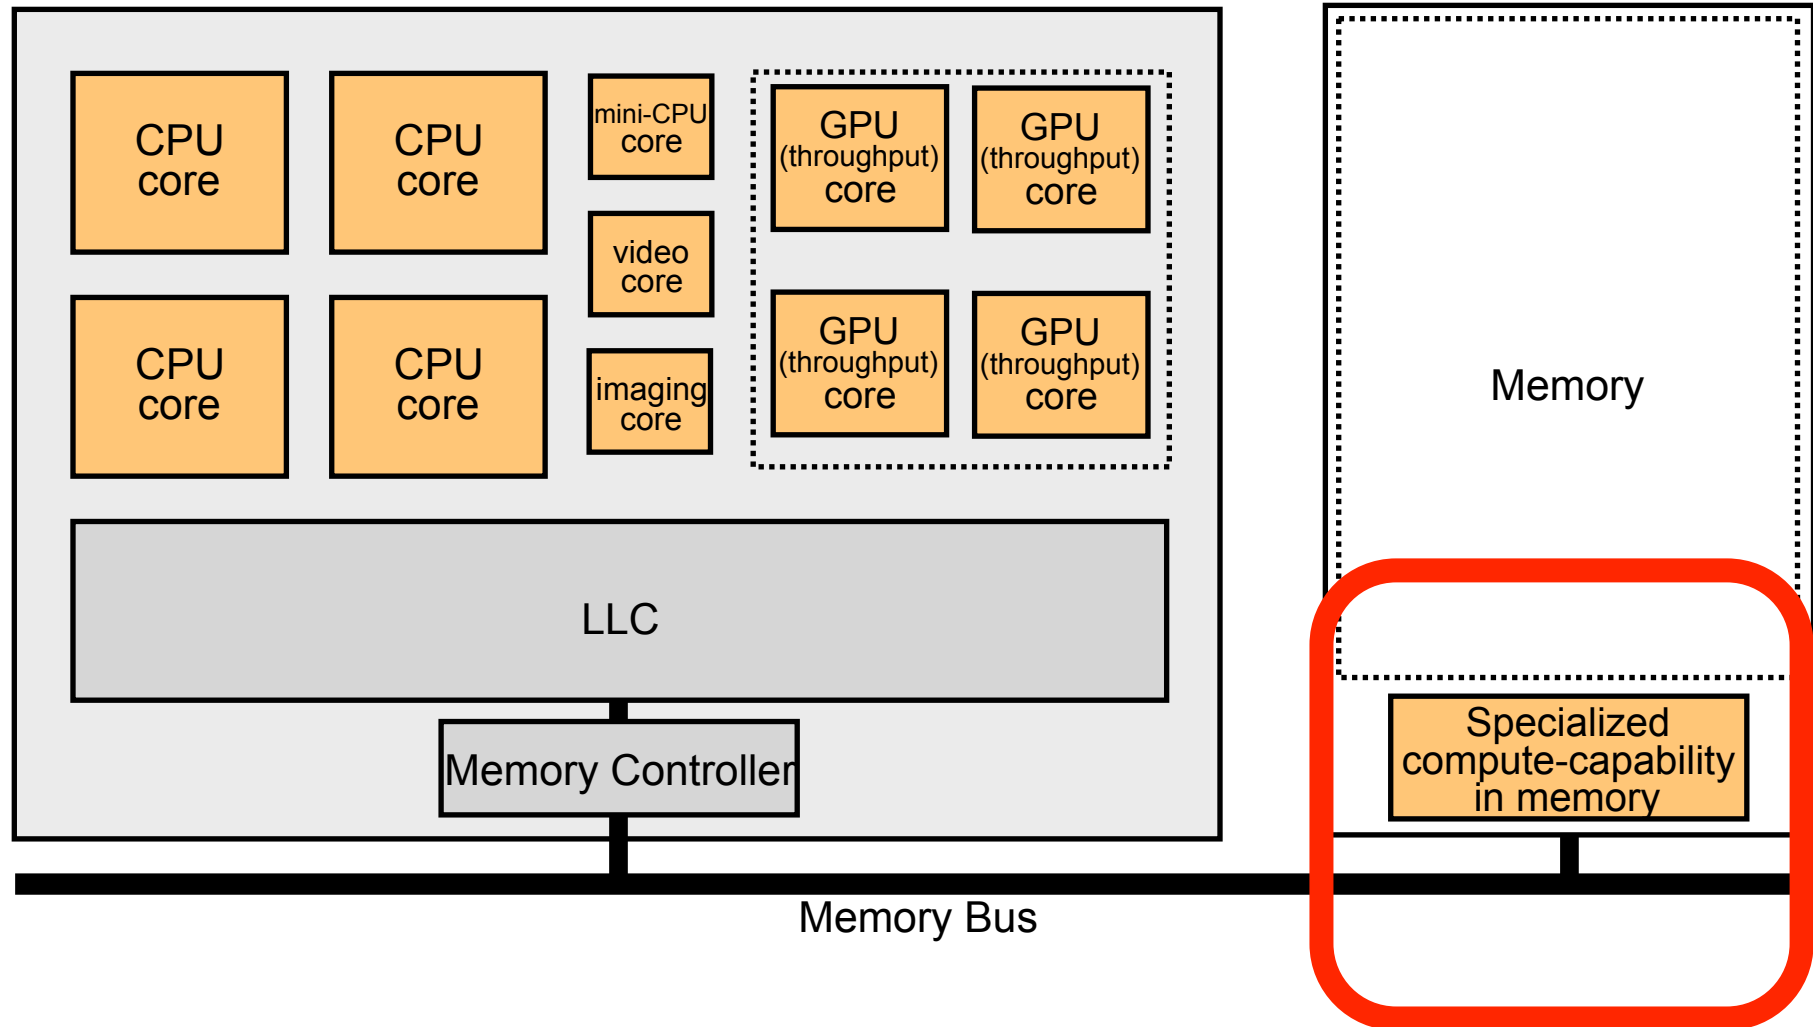 CPU
core
CPU
core
mini-CPU
core
video
core
imaging
core
GPU
(throughput)
core
GPU
(throughput)
core
CPU
core
CPU
core
GPU
(throughput)
core
GPU
(throughput)
core
LLC
Memory Controller
Memory Bus
Memory
Specialized
compute-capability
in memory